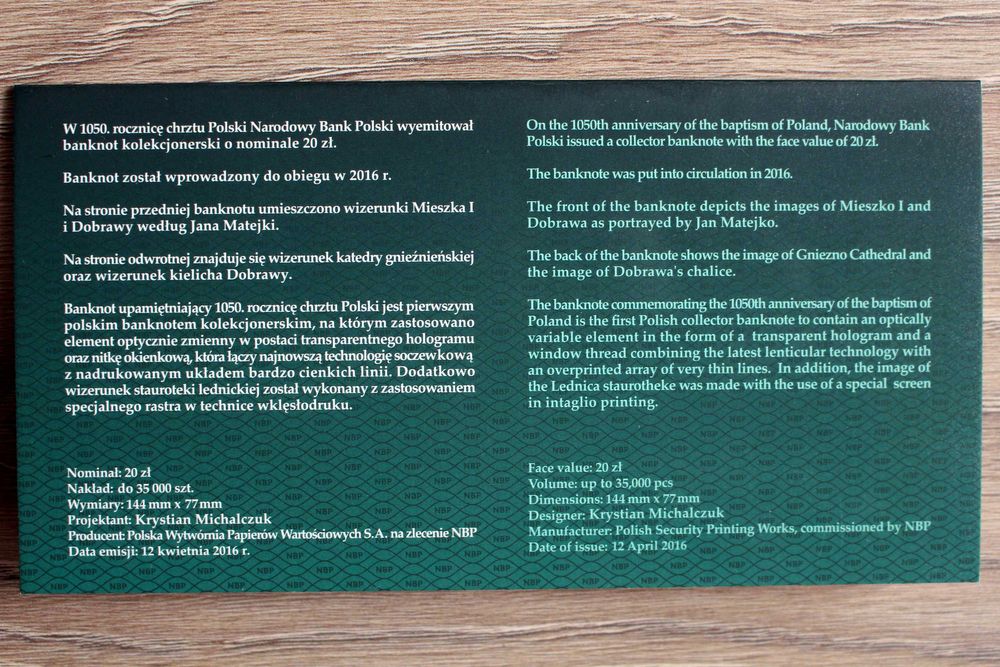 W 1050. rocznicę chrztu Polski Narodowy Bank Polski wyemitował
banknot kolekcjonerski o nominale 20 zł.
Banknot został wprowadzony do obiegu w 2016 r.
Na stronie przedniej banknotu umieszczono wizerunki Mieszka I
i Dobrawy według Jana Matejki.
Na stronie odwrotnej znajduje się wizerunek katedry gnieźnieńskiej
oraz wizerunek kielicha Dobrawy.
Banknot upamiętniający 1050. rocznicę chrztu Polski jest pierwszym
polskim banknotem kolekcjonerskim, na którym zastosowano
element optycznie zmienny w postaci transparentnego hologramu
oraz nitkę okienkową, która łączy najnowszą technologię soczewkową
z nadrukowanym układem bardzo cienkich linii. Dodatkowo
wizerunek stauroteki lednickiej został wykonany z zastosowaniem
specjalnego rastra w technice wklęsłodruku.
Nominał: 20 zł
Nakład: do 35 000 szt.
Wymiary: 144 mm x 77 mm
Projektant: Krystian Michalczuk
Producent: Polska Wytwórnia Papierów Wartościowych S.A. na zlecenie NBP
Data emisji: 12 kwietnia 2016 r.
On the 1050th anniversary of the baptism of Poland, Narodowy Bank
Polski issued a collector banknote with the face value of 20 zł.
The banknote was put into circulation in 2016.
The front of the banknote depicts the images of Mieszko I and
Dobrawa as portrayed by Jan Matejko.
The back of the banknote shows the image of Gniezno Cathedral and
the image of Dobrawa's chalice.
The banknote commemorating the 1050th anniversary of the baptism of
Poland is the first Polish collector banknote to contain an optically
variable element in the form of a transparent hologram and a
window thread combining the latest lenticular technology with
an overprinted array of very thin lines. In addition, the image of
the Lednica staurotheke was made with the use of a special screen
in intaglio printing.
Face value: 20 zł
Volume: up to 35,000 pcs
Dimensions: 144 mm x 77 mm
Designer: Krystian Michalczuk
Manufacturer: Polish Security Printing Works, commissioned by NBP
Date of issue: 12 April 2016